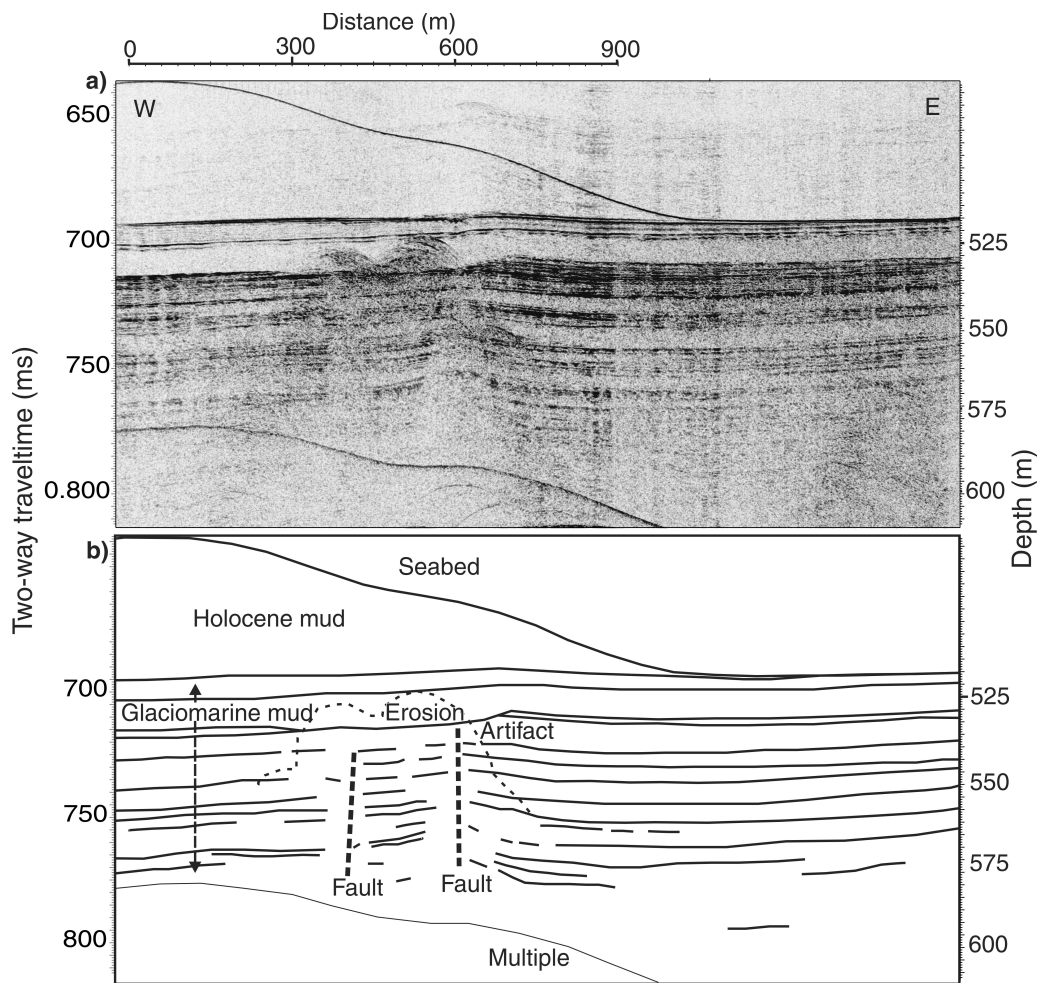 Distance (m)
0 300 600 900
a)
W E
650
700
750
0.800
525
550
575
600
Two-way traveltime (ms)
Depth (m)
b)
Seabed
Holocene mud
700
525
Glaciomarine mud
Erosion
Artifact
550
750
575
Fault
Fault
800
600
Multiple